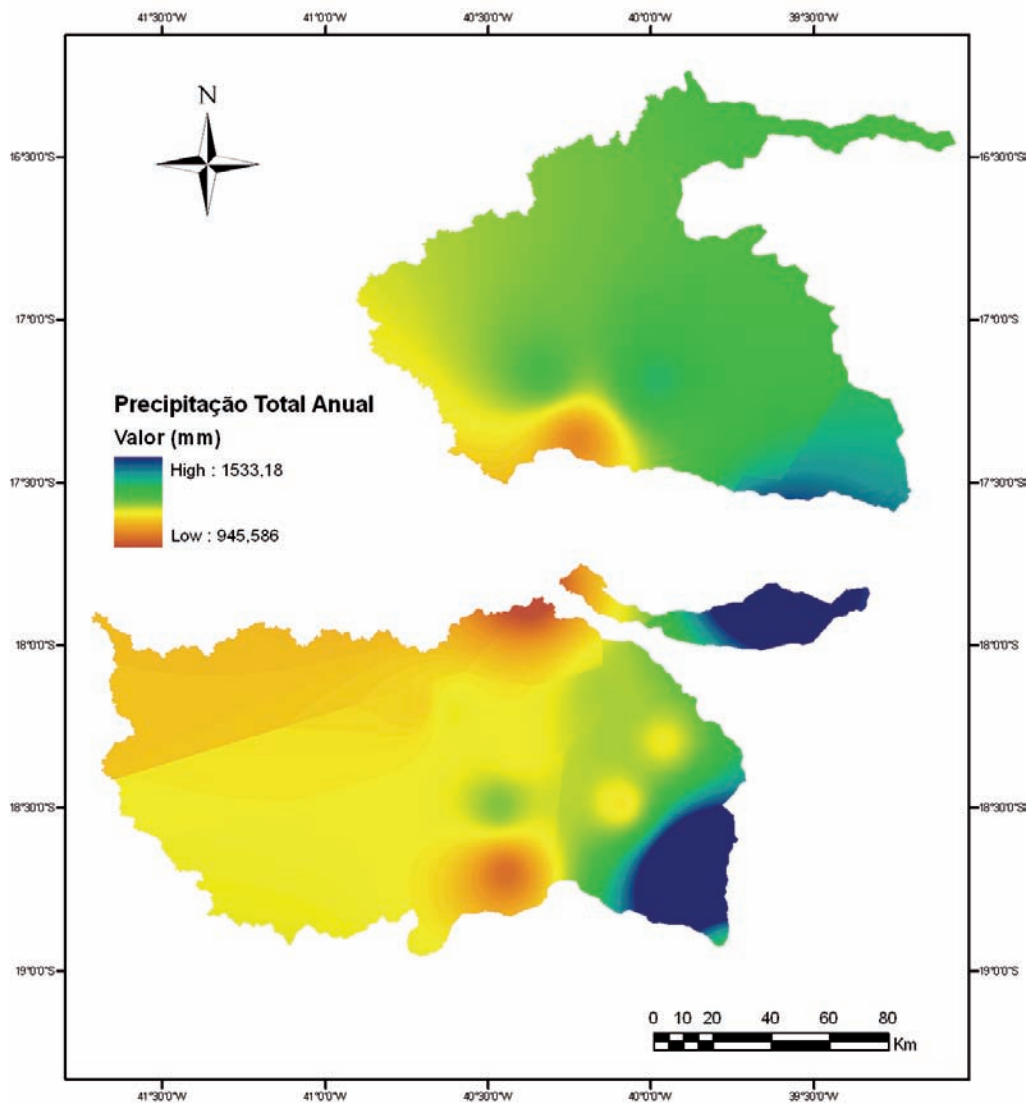 41°30'0"W 41°0'0"W 40°30'0"W 40°0'0"W 39°30'0"W
N
16°30'0"S 16°30'0"S
17°0'0"S 17°0'0"S
Precipitação Total Anual
Valor (mm)
High : 1533,18
17°30'0"S 17°30'0"S
Low : 945,586
18°0'0"S 18°0'0"S
18°30'0"S 18°30'0"S
19°0'0"S 19°0'0"S
0 10 20 40 60 80
Km
41°30'0"W 41°0'0"W 40°30'0"W 40°0'0"W 39°30'0"W